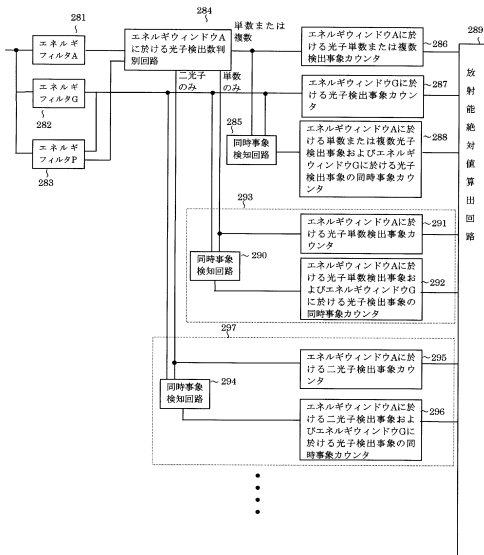 281
エネルギ
フィルタA
エネルギ
フィルタG
282
エネルギ
フィルタP
283
284
エネルギウィンドウA
に於ける光子検出数判
別回路
単数または
複数
二光子
のみ
単数
のみ
285
同時事象
検知回路
エネルギウィンドウAに於
ける光子単数または複数
検出事象カウンタ
286
エネルギウィンドウGに於
ける光子検出事象カウン
タ
287
エネルギウィンドウAに於
ける単数または複数光子
検出事象およびエネルギ
ウィンドウGに於ける光子
検出事象の同時事象カウ
ンタ
288
289
放射能絶対値算出回路
293
エネルギウィンドウAに於
ける光子単数検出事象カ
ウンタ
291
同時事象
検知回路
290
エネルギウィンドウAに於
ける光子単数検出事象お
よびエネルギウィンドウG
に於ける光子検出事象の
同時事象カウンタ
292
297
エネルギウィンドウAに於
ける二光子検出事象カウ
ンタ
295
同時事象
検知回路
294
エネルギウィンドウAに於
ける二光子検出事象およ
びエネルギウィンドウGに
於ける光子検出事象の同
時事象カウンタ
296